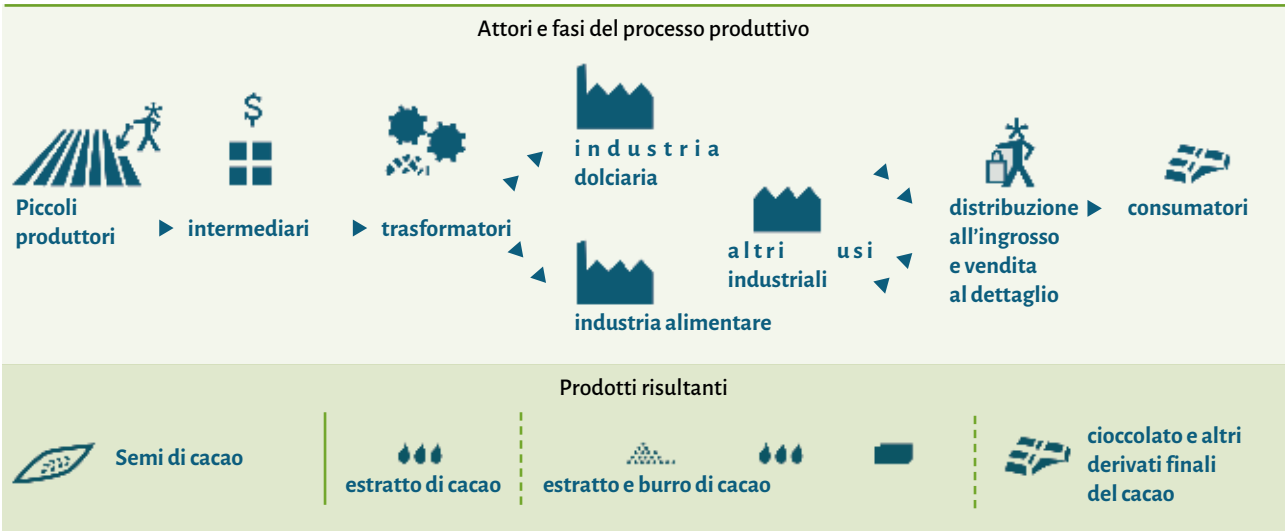 Attori e fasi del processo produttivo
$
Piccoli
produttori
intermediari
trasformatori
industria
dolciaria
industria alimentare
altri usi
industriali
distribuzione
all'ingrosso
e vendita
al dettaglio
consumatori
Prodotti risultanti
Semi di cacao
estratto di cacao
estratto e burro di cacao
cioccolato e altri
derivati finali
del cacao